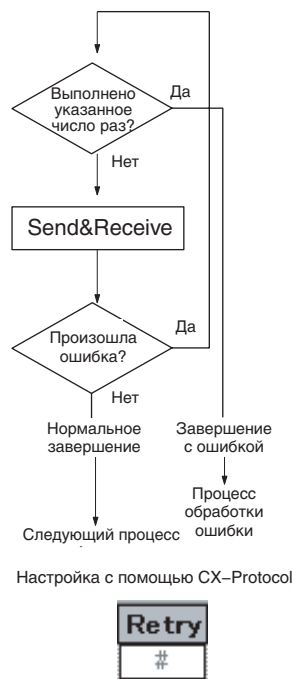 Выполнено
указанное
число раз?
Да
Нет
Send&Receive
Произошла
ошибка?
Да
Нет
Нормальное
завершение
Завершение
с ошибкой
Процесс
обработки
ошибки
Следующий процесс
Настройка с помощью CX–Protocol
Retry
#